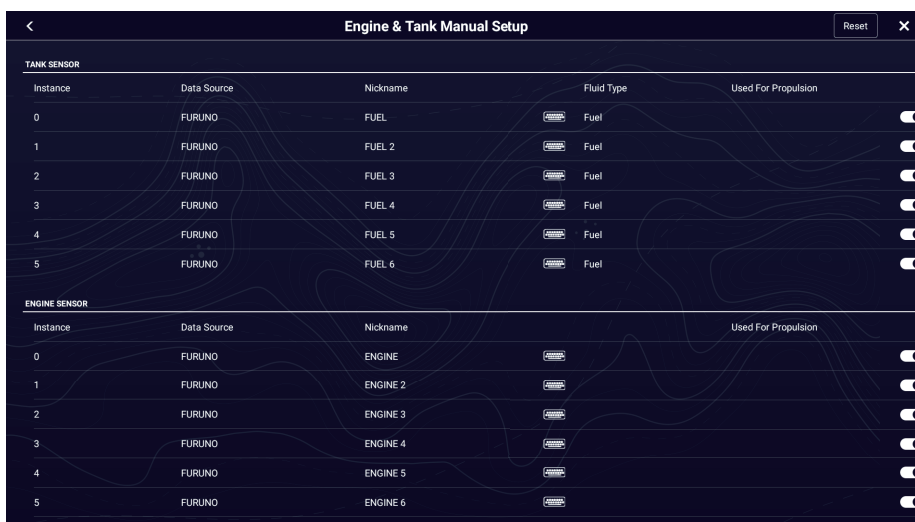 Engine & Tank Manual Setup Reset
TANK SENSOR
Instance Data Source Nickname Fluid Type Used For Propulsion
0 FURUNO FUEL Fuel
1 FURUNO FUEL 2 Fuel
2 FURUNO FUEL 3 Fuel
3 FURUNO FUEL 4 Fuel
4 FURUNO FUEL 5 Fuel
5 FURUNO FUEL 6 Fuel
ENGINE SENSOR
Instance Data Source Nickname Used For Propulsion
0 FURUNO ENGINE
1 FURUNO ENGINE 2
2 FURUNO ENGINE 3
3 FURUNO ENGINE 4
4 FURUNO ENGINE 5
5 FURUNO ENGINE 6